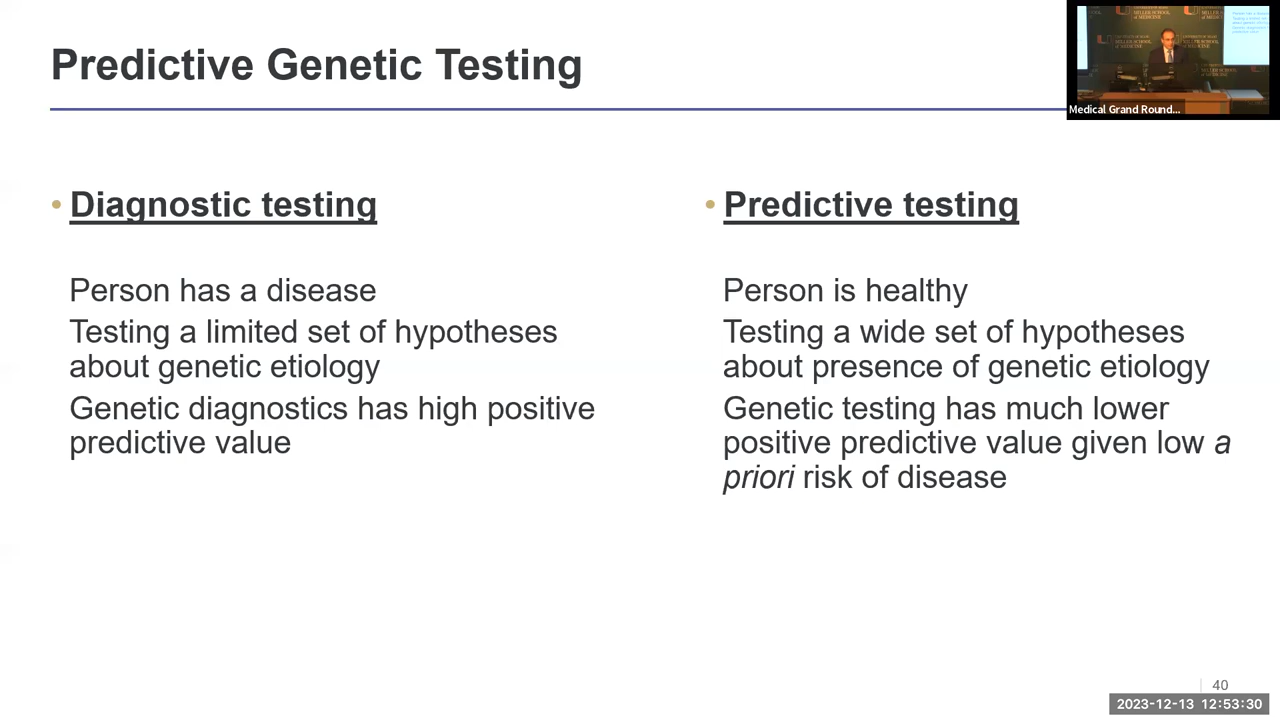 Predictive Genetic Testing
Medical Grand Round...
• Diagnostic testing
Person has a disease
Testing a limited set of hypotheses
about genetic etiology
Genetic diagnostics has high positive
predictive value
• Predictive testing
Person is healthy
Testing a wide set of hypotheses
about presence of genetic etiology
Genetic testing has much lower
positive predictive value given low a
priori risk of disease
40
2023-12-13 12:53:30